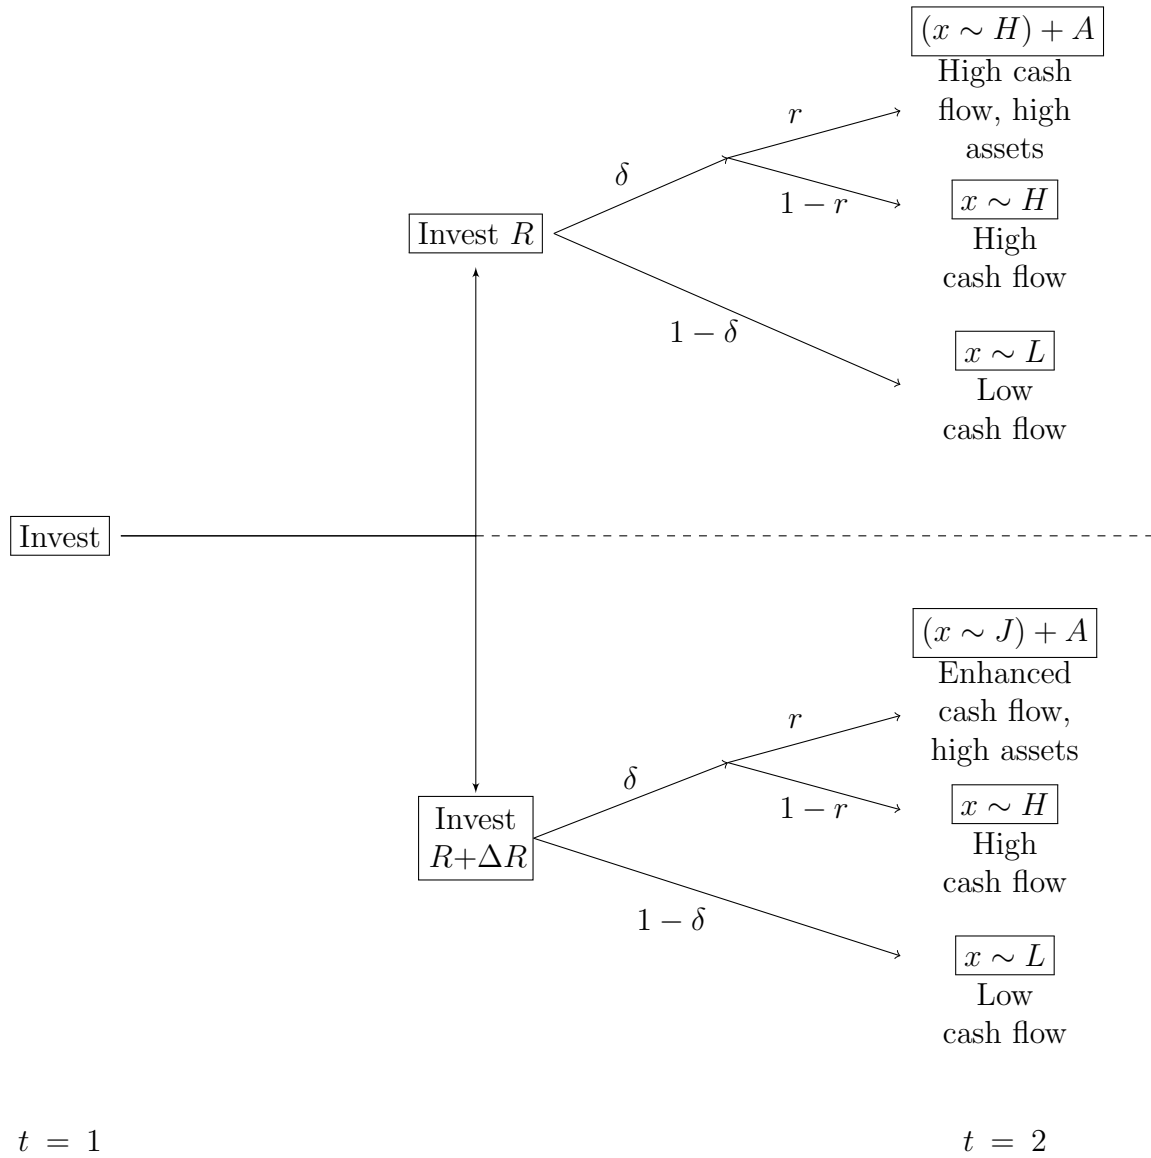 (x ∼ H) + A
High cash
flow, high
assets
r
δ
1 − r
x ∼ H
High
cash flow
Invest R
1 − δ
x ∼ L
Low
cash flow
Invest
(x ∼ J) + A
Enhanced
cash flow,
high assets
r
δ
1 − r
x ∼ H
High
cash flow
Invest
R+ΔR
1 − δ
x ∼ L
Low
cash flow
t = 1
t = 2